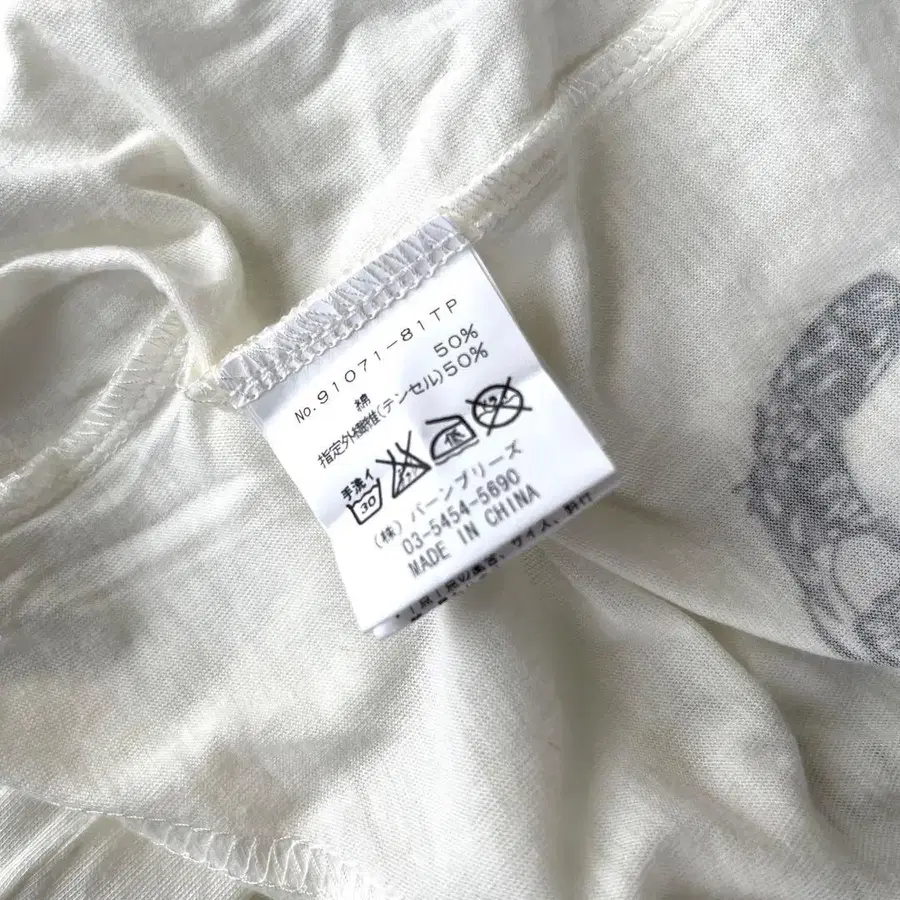 No.91071-81TP
綿 50%
指定外繊維(テンセル)50%
手洗イ
30
低
(株) バーンブリーズ
03-5454-5690
MADE IN CHINA